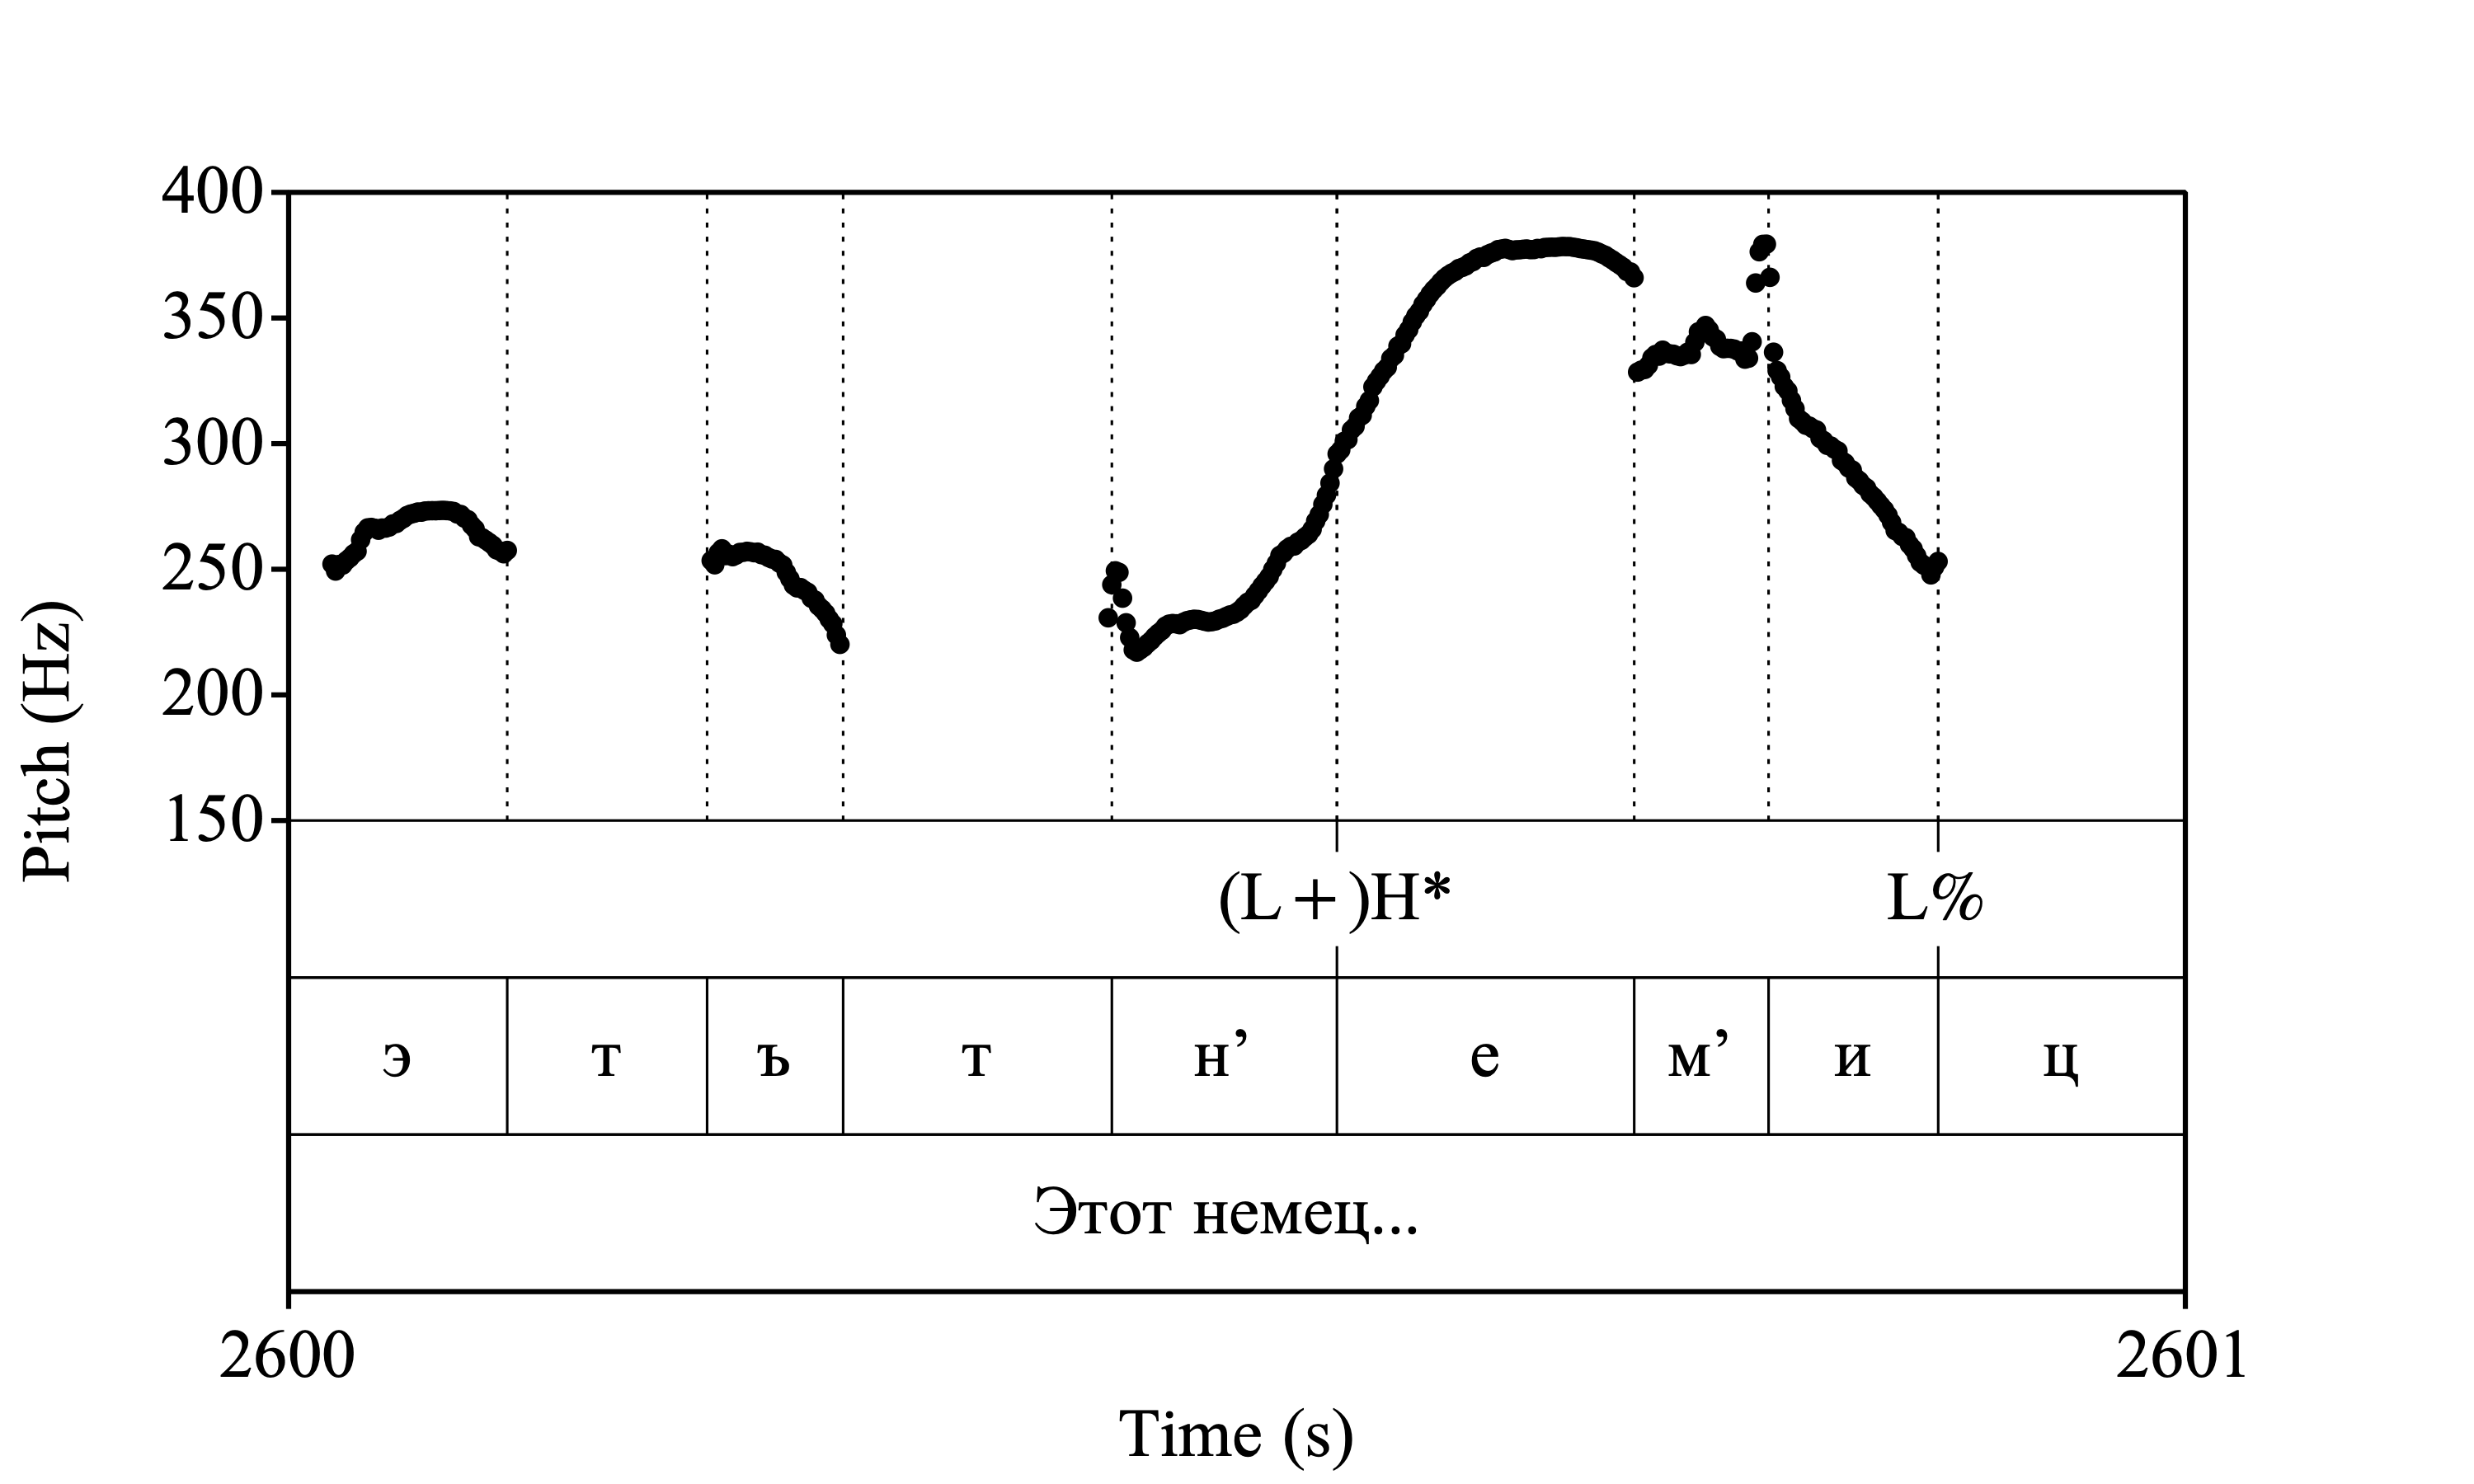 400
350
300
250
200
150
Pitch (Hz)
(L + )H* L%
э т ъ т н’ е м’ и ц
Этот немец...
2600 2601
Time (s)